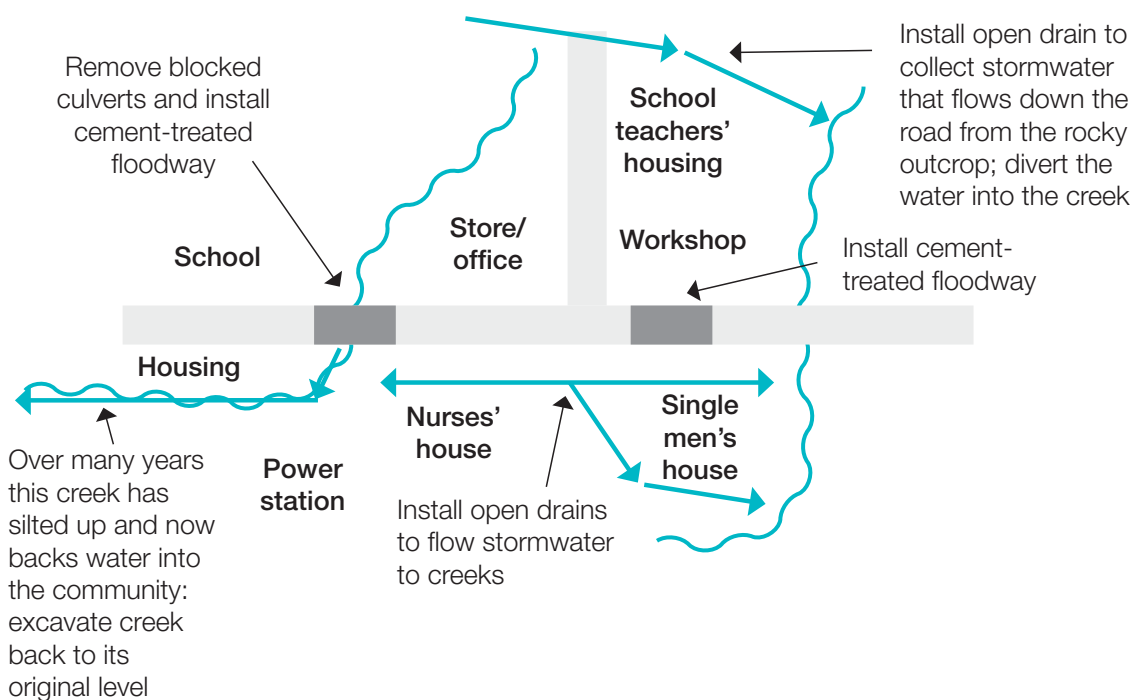 Remove blocked
culverts and install
cement-treated
floodway
Install open drain to
collect stormwater
that flows down the
road from the rocky
outcrop; divert the
water into the creek
School
teachers’
housing
School
Store/
office
Workshop
Install cement-
treated floodway
Housing
Nurses’
house
Single
men’s
house
Power
station
Over many years
this creek has
silted up and now
backs water into
the community:
excavate creek
back to its
original level
Install open drains
to flow stormwater
to creeks